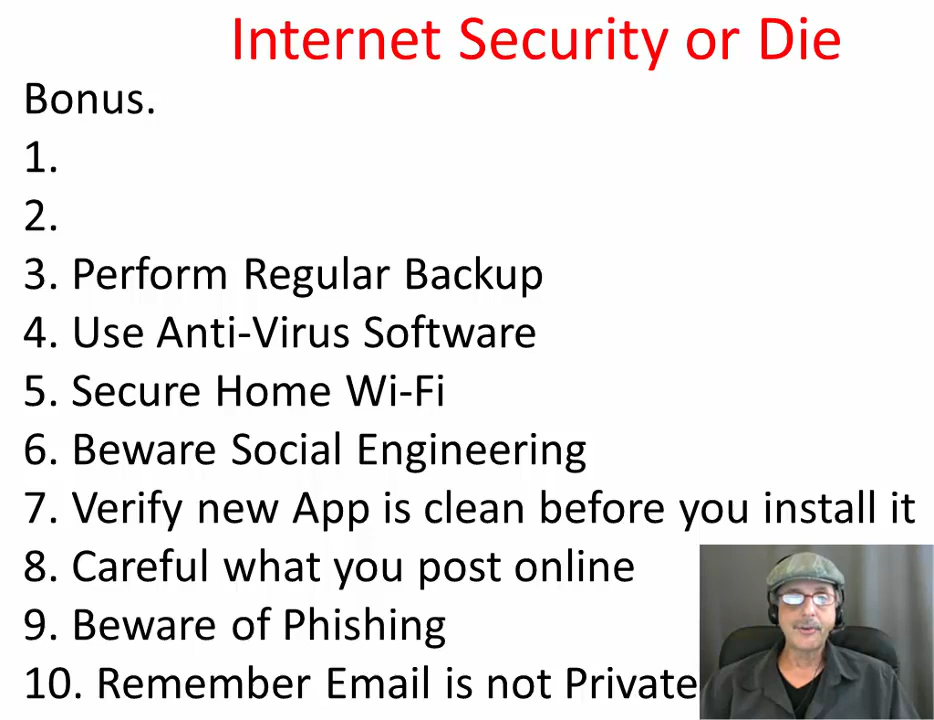 Internet Security or Die
Bonus.
1.
2.
3. Perform Regular Backup
4. Use Anti-Virus Software
5. Secure Home Wi-Fi
6. Beware Social Engineering
7. Verify new App is clean before you install it
8. Careful what you post online
9. Beware of Phishing
10. Remember Email is not Private